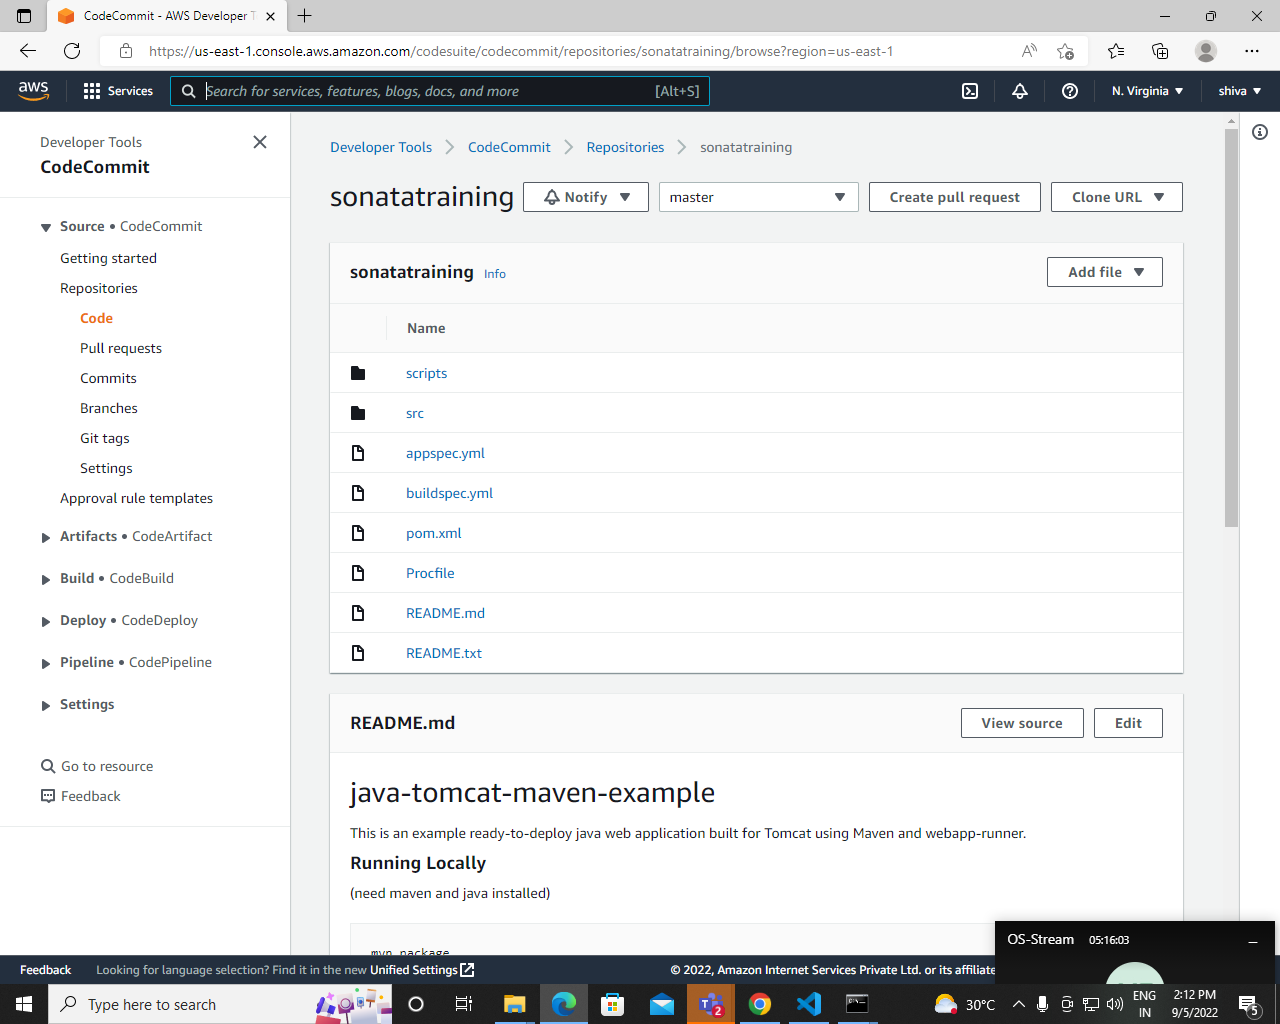 CodeCommit - AWS Developer T
https://us-east-1.console.aws.amazon.com/codesuite/codecommit/repositories/sonatatraining/browse?region=us-east-1
aws
Services
Search for services, features, blogs, docs, and more
[Alt+S]
N. Virginia
shiva
Developer Tools
CodeCommit
Source • CodeCommit
Getting started
Repositories
Code
Pull requests
Commits
Branches
Git tags
Settings
Approval rule templates
Artifacts • CodeArtifact
Build • CodeBuild
Deploy • CodeDeploy
Pipeline • CodePipeline
Settings
Go to resource
Feedback
Developer Tools
CodeCommit
Repositories
sonatatraining
sonatatraining
Notify
master
Create pull request
Clone URL
sonatatraining Info
Add file
Name
scripts
src
appspec.yml
buildspec.yml
pom.xml
Procfile
README.md
README.txt
README.md
View source
Edit
java-tomcat-maven-example
This is an example ready-to-deploy java web application built for Tomcat using Maven and webapp-runner.
Running Locally
(need maven and java installed)
mvn package
OS-Stream 05:16:03
Feedback
Looking for language selection? Find it in the new Unified Settings
© 2022, Amazon Internet Services Private Ltd. or its affiliate
Type here to search
2
30°C
ENG
IN
2:12 PM
9/5/2022
5